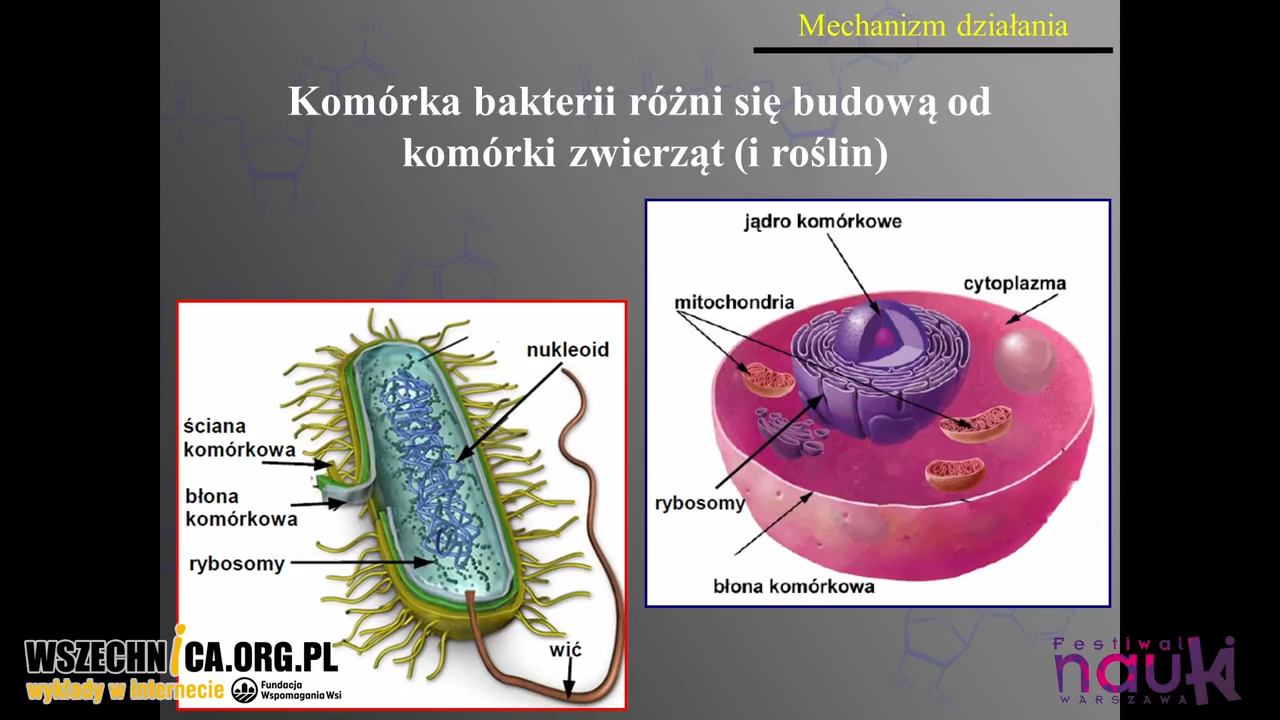 Mechanizm działania
Komórka bakterii różni się budową od
komórki zwierząt (i roślin)
nukleoid
ściana
komórkowa
błona
komórkowa
rybosomy
wić
jądro komórkowe
cytoplazma
mitochondria
rybosomy
błona komórkowa
WSZECHNiCA.ORG.PL
wykłady w internecie
Fundacja
Wspomagania Wsi
Festiwal
nauki
WARSZAWA